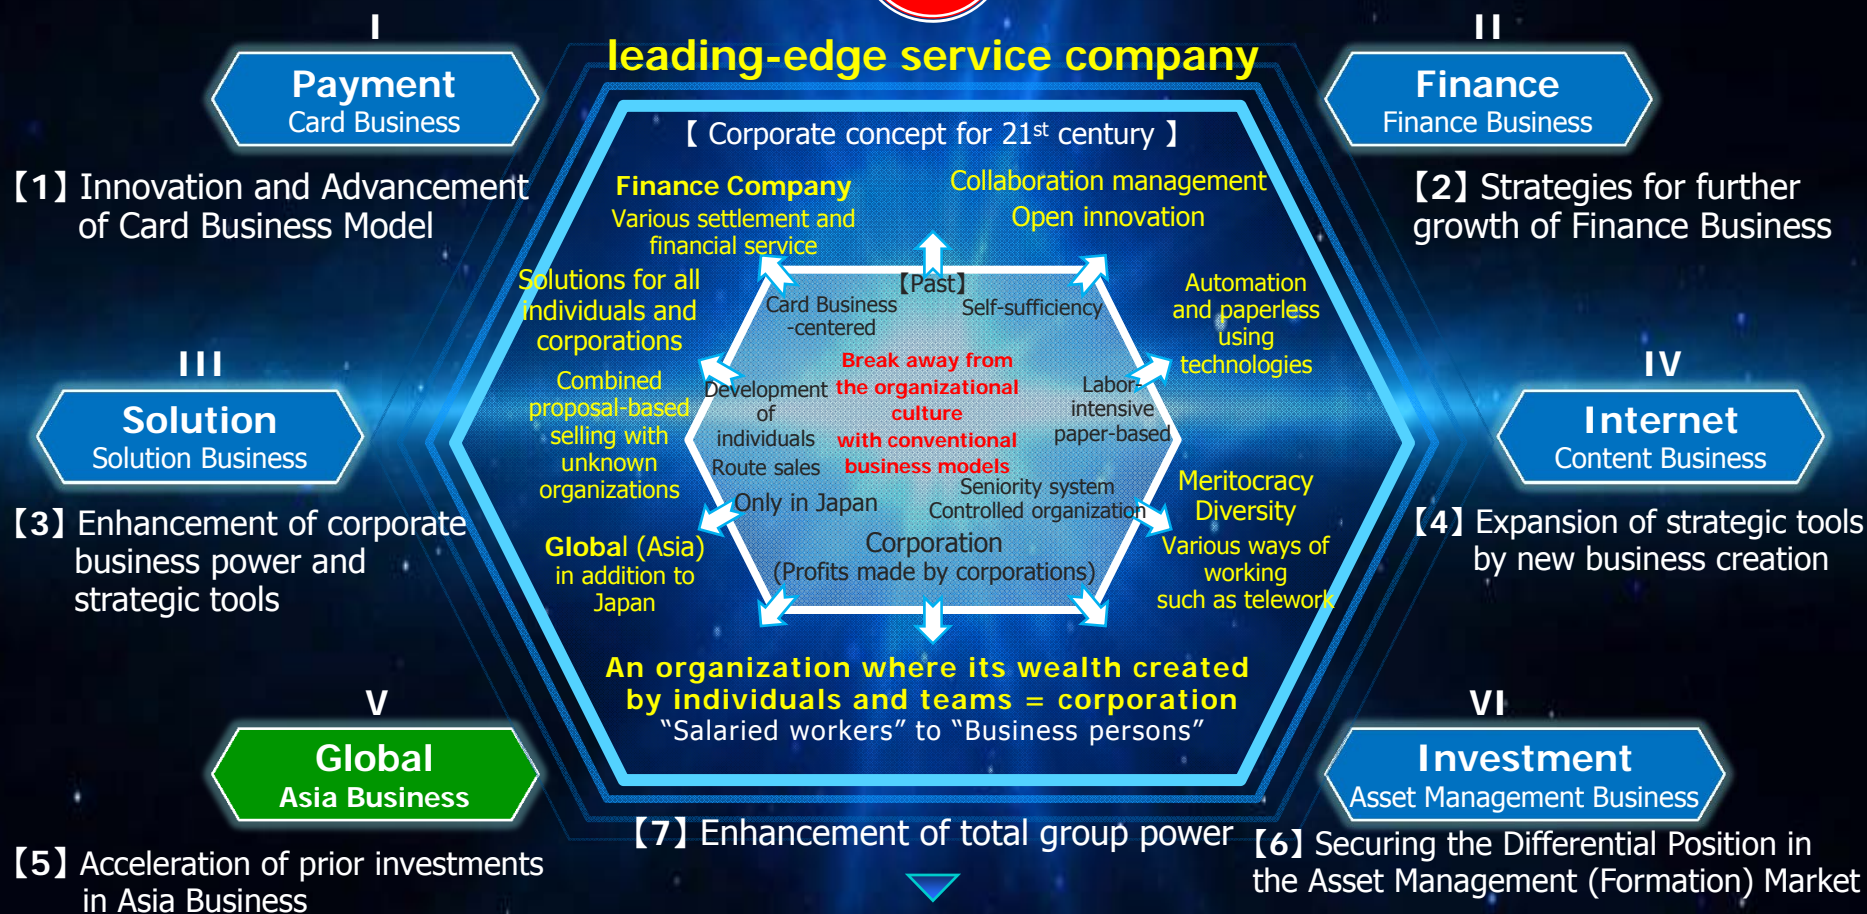 leading-edge service company
I
Payment
Card Business
【1】 Innovation and Advancement
of Card Business Model
II
Finance
Finance Business
【2】 Strategies for further
growth of Finance Business
III
Solution
Solution Business
【3】 Enhancement of corporate
business power and
strategic tools
IV
Internet
Content Business
【4】 Expansion of strategic tools
by new business creation
V
Global
Asia Business
【5】 Acceleration of prior investments
in Asia Business
VI
Investment
Asset Management Business
【6】 Securing the Differential Position in
the Asset Management (Formation) Market
【 Corporate concept for 21st century 】
Finance Company
Various settlement and
financial service
Collaboration management
Open innovation
Solutions for all
individuals and
corporations
Automation
and paperless
using
technologies
Combined
proposal-based
selling with
unknown
organizations
Meritocracy
Diversity
Various ways of
working
such as telework
Global (Asia)
in addition to
Japan
【Past】
Card Business
-centered
Self-sufficiency
Break away from
the organizational
culture
with conventional
business models
Development
of
individuals
Route sales
Labor-
intensive
paper-based
Only in Japan
Seniority system
Controlled organization
Corporation
(Profits made by corporations)
An organization where its wealth created
by individuals and teams = corporation
“Salaried workers” to “Business persons”
【7】 Enhancement of total group power